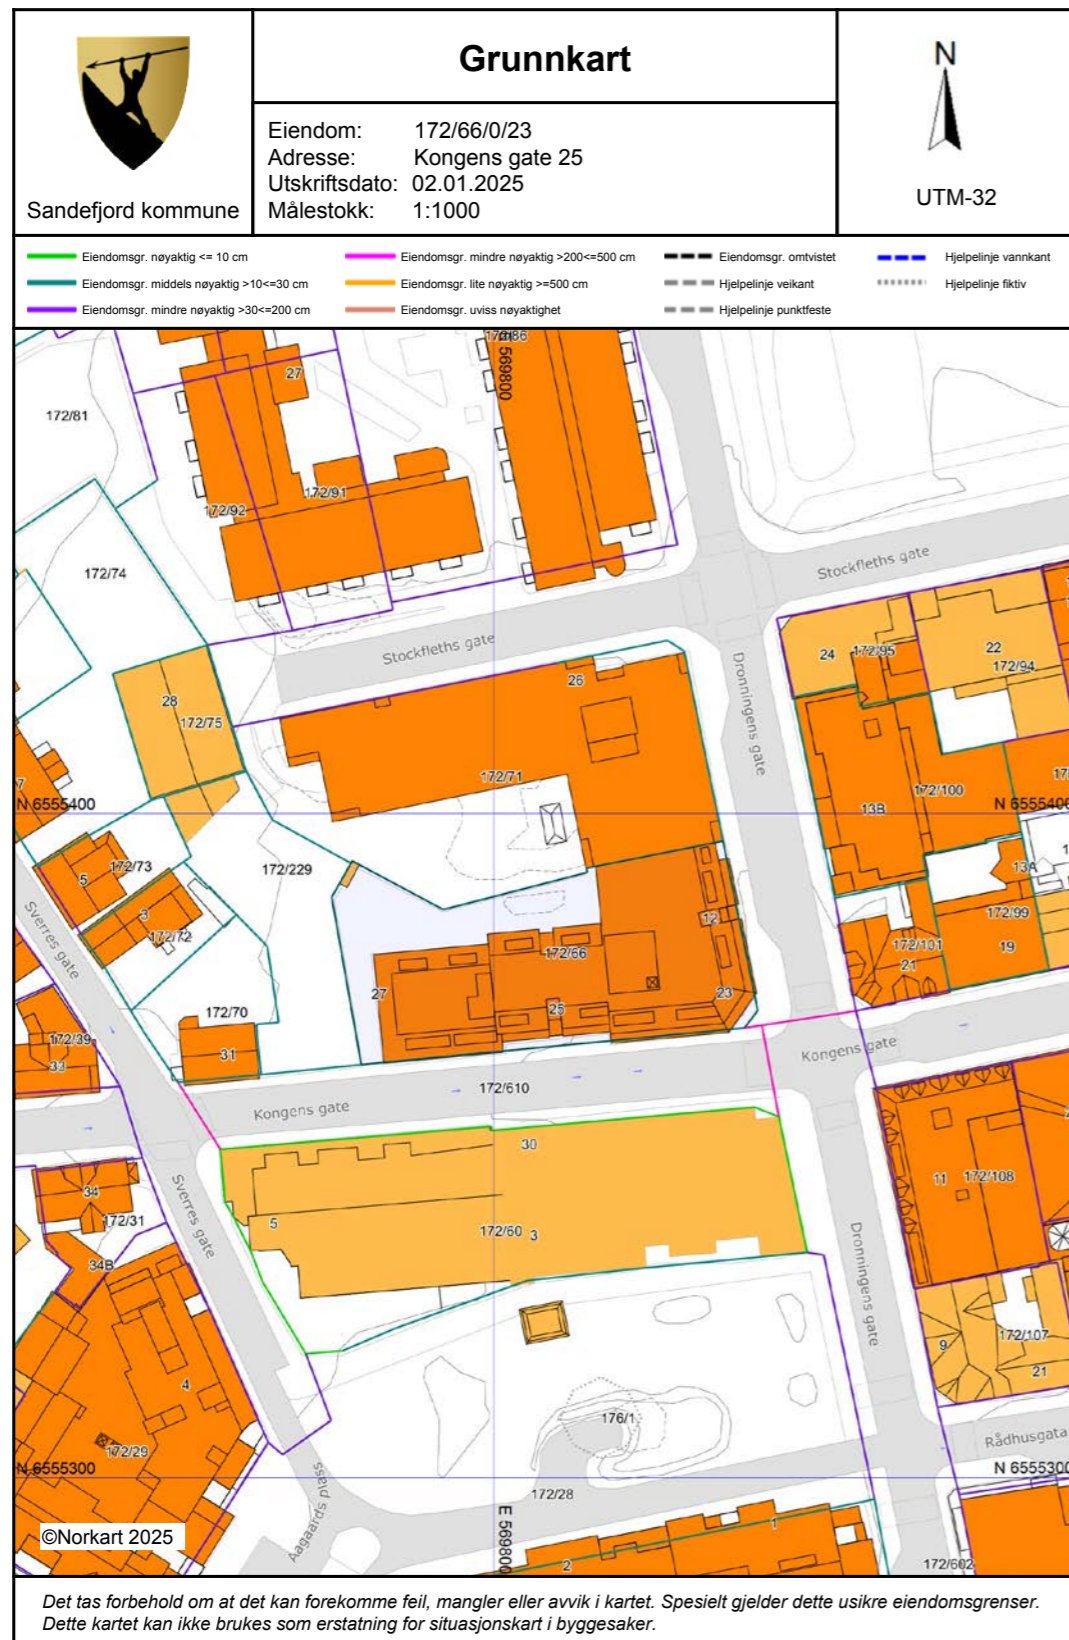 Grunnkart
Sandefjord kommune
Eiendom: 172/66/0/23
Adresse: Kongens gate 25
Utskriftsdato: 02.01.2025
Målestokk: 1:1000
N
UTM-32
Eiendomsgr. nøyaktig <= 10 cm
Eiendomsgr. middels nøyaktig >10<=30 cm
Eiendomsgr. mindre nøyaktig >30<=200 cm
Eiendomsgr. mindre nøyaktig >200<=500 cm
Eiendomsgr. lite nøyaktig >=500 cm
Eiendomsgr. uviss nøyaktighet
Eiendomsgr. omtvistet
Hjelpelinje veikant
Hjelpelinje punktfeste
Hjelpelinje vannkant
Hjelpelinje fiktiv
E 569800
27
172/81
172/91
172/92
172/74
Stockfleths gate
Stockfleths gate
24
172/95
22
172/94
26
28
172/75
Dronningens gate
172/71
N 6555400
13B
172/100
N 6555400
172/73
5
172/229
13A
3
172/72
12
172/99
172/66
172/101
21
19
Sverres gate
27
25
23
172/70
172/39
33
31
Kongens gate
172/610
Kongens gate
30
34
172/31
11
172/108
Sverres gate
5
172/60
3
34B
Dronningens gate
172/107
9
21
4
176/1
172/29
Rådhusgata
N 6555300
N 6555300
Aagaards plass
172/28
E 569800
1
2
172/602
©Norkart 2025
Det tas forbehold om at det kan forekomme feil, mangler eller avvik i kartet. Spesielt gjelder dette usikre eiendomsgrenser.
Dette kartet kan ikke brukes som erstatning for situasjonskart i byggesaker.